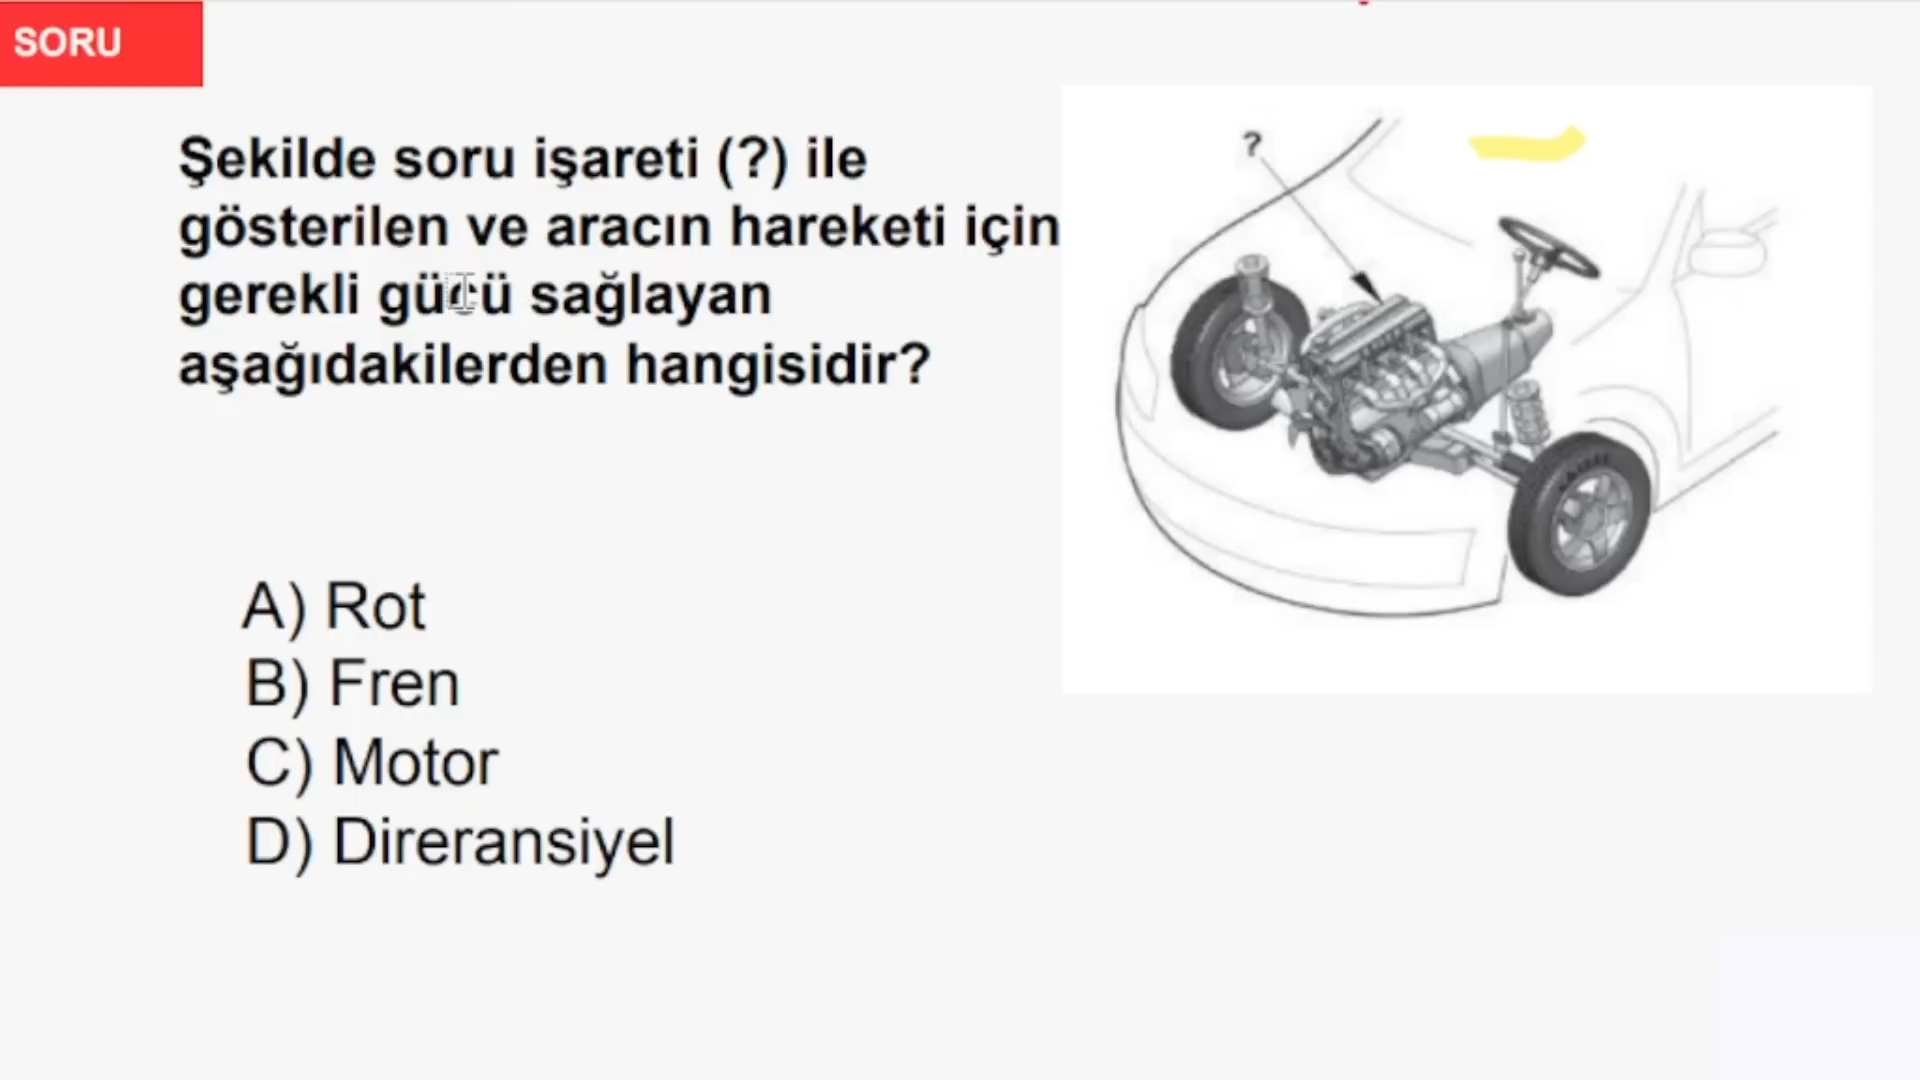 SORU
Şekilde soru işareti (?) ile
gösterilen ve aracın hareketi için
gerekli gücü sağlayan
aşağıdakilerden hangisidir?
?
A) Rot
B) Fren
C) Motor
D) Direransiyel